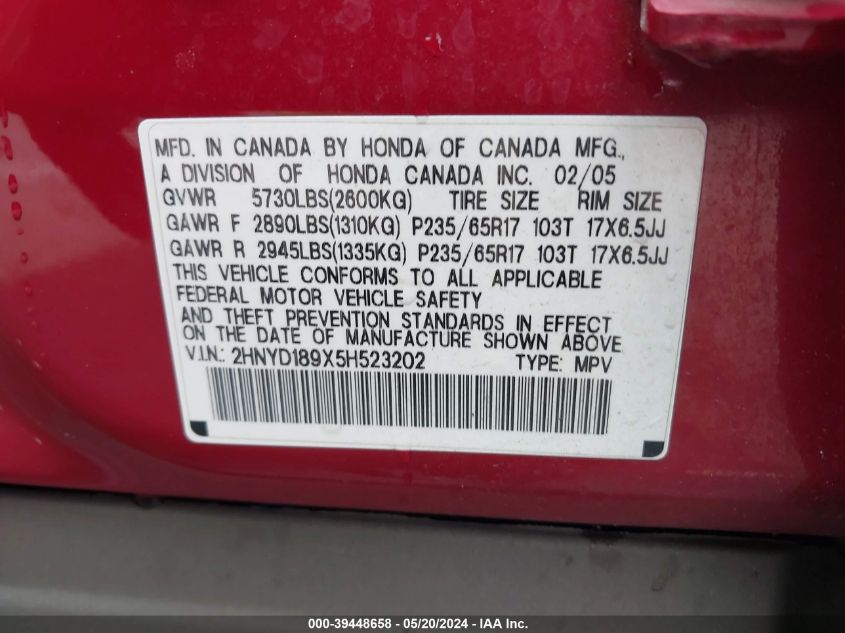 MFD. IN CANADA BY HONDA OF CANADA MFG.,
A DIVISION OF HONDA CANADA INC. 02/05
GVWR 5730LBS(2600KG) TIRE SIZE RIM SIZE
GAWR F 2890LBS(1310KG) P235/65R17 103T 17X6.5JJ
GAWR R 2945LBS(1335KG) P235/65R17 103T 17X6.5JJ
THIS VEHICLE CONFORMS TO ALL APPLICABLE
FEDERAL MOTOR VEHICLE SAFETY
AND THEFT PREVENTION STANDARDS IN EFFECT
ON THE DATE OF MANUFACTURE SHOWN ABOVE
V.I.N.: 2HNYD189X5H523202 TYPE: MPV
000-39448658 - 05/20/2024 - IAA Inc.